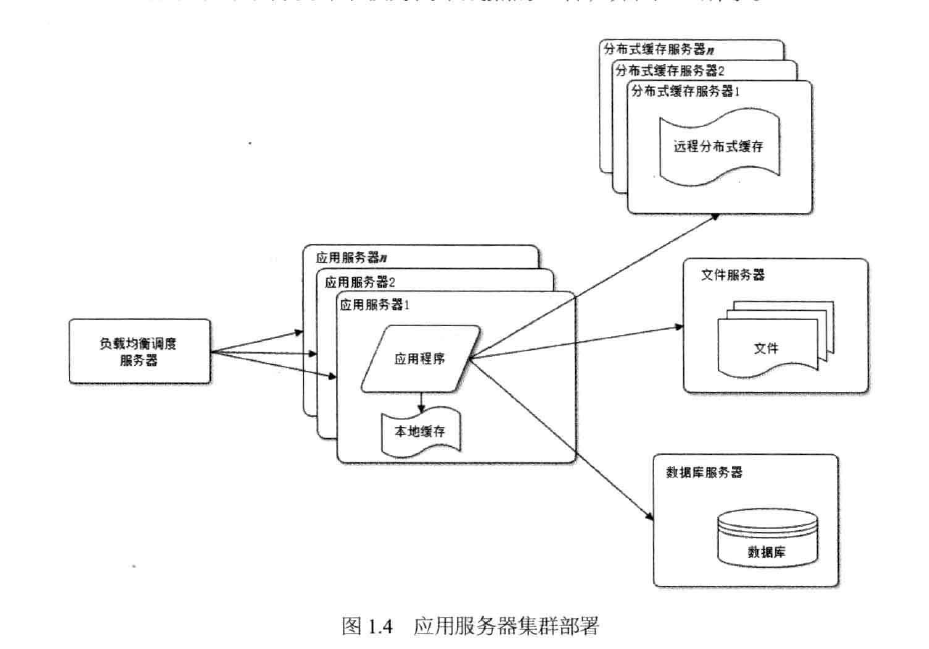 分布式缓存服务器n
分布式缓存服务器2
分布式缓存服务器1
远程分布式缓存
应用服务器n
应用服务器2
应用服务器1
文件服务器
负载均衡调度
服务器
应用程序
文件
本地缓存
数据库服务器
数据库
图 1.4 应用服务器集群部署